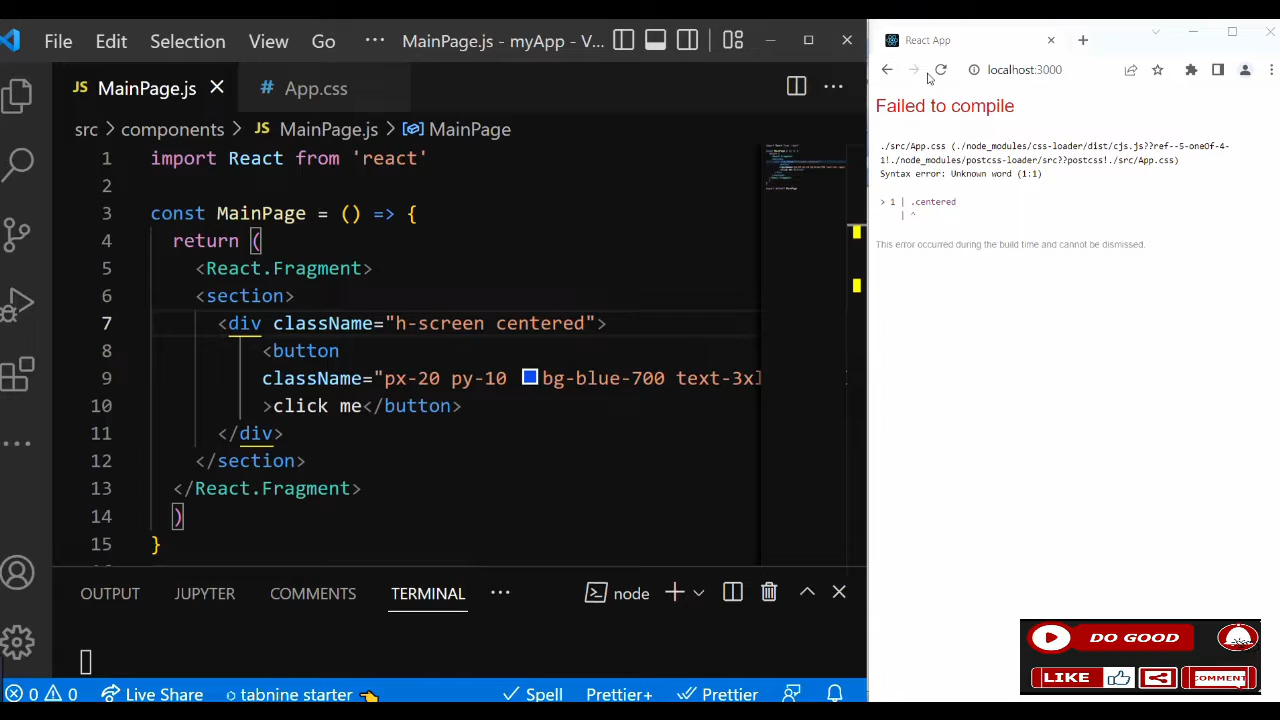 File Edit Selection View Go ··· MainPage.js - myApp - V...
MainPage.js
# App.css
src > components > JS MainPage.js > MainPage
1 import React from 'react'
2
3 const MainPage = () => {
4 return (
5 <React.Fragment>
6 <section>
7 <div className="h-screen centered">
8 <button
9 className="px-20 py-10 bg-blue-700 text-3xl
10 >click me</button>
11 </div>
12 </section>
13 </React.Fragment>
14 )
15 }
OUTPUT JUPYTER COMMENTS TERMINAL ··· node
0 0 Live Share tabnine starter Spell Prettier+ Prettier
React App
localhost:3000
Failed to compile
./src/App.css (./node_modules/css-loader/dist/cjs.js??ref--5-oneOf-4-
1!./node_modules/postcss-loader/src??postcss!./src/App.css)
Syntax error: Unknown word (1:1)
> 1 | .centered
| ^
This error occurred during the build time and cannot be dismissed.
DO GOOD
LIKE COMMENT